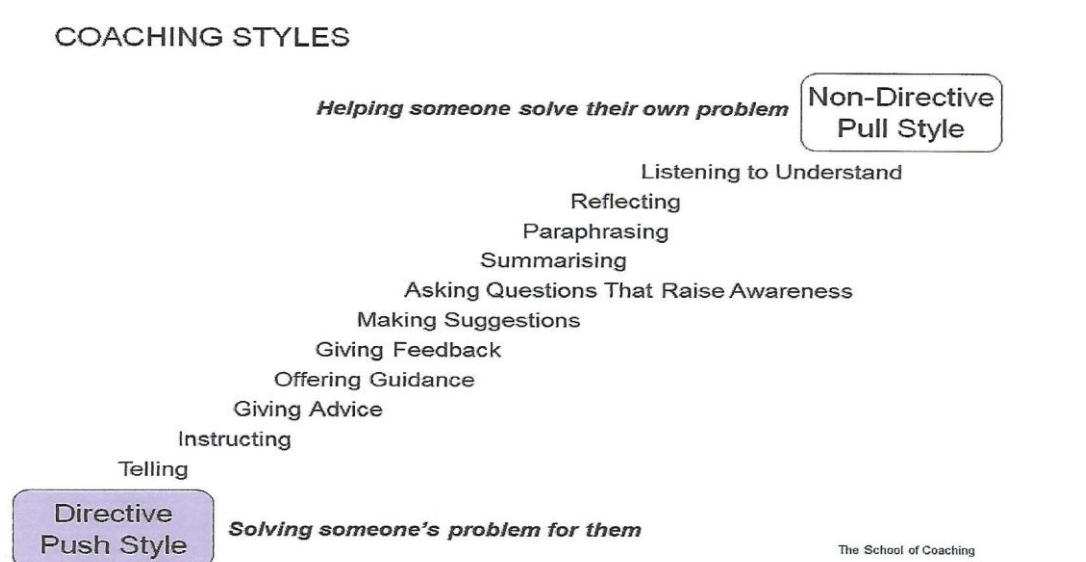 COACHING STYLES
Helping someone solve their own problem
Non-Directive
Pull Style
Listening to Understand
Reflecting
Paraphrasing
Summarising
Asking Questions That Raise Awareness
Making Suggestions
Giving Feedback
Offering Guidance
Giving Advice
Instructing
Telling
Directive
Push Style
Solving someone's problem for them
The School of Coaching